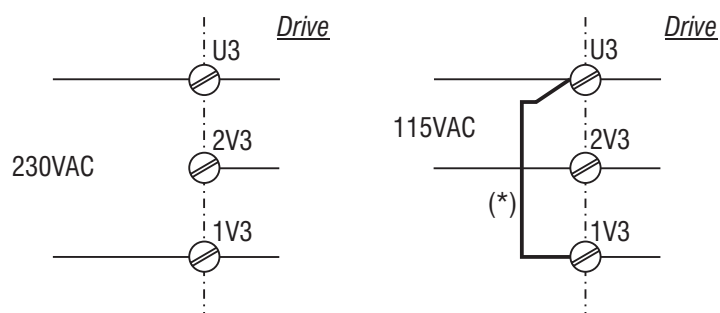 Drive
U3
2V3
230VAC
1V3
Drive
U3
115VAC
2V3
(*)
1V3